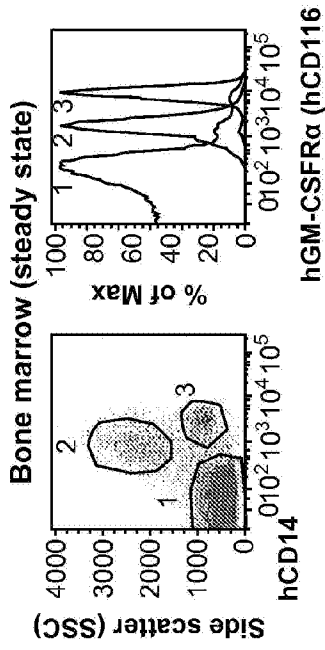 Bone marrow (steady state)
Side scatter (SSC)
4000
3000
2000
1000
0
1
2
3
0 10² 10³ 10⁴ 10⁵
hCD14
% of Max
100
80
60
40
20
0
1
2
3
0 10² 10³ 10⁴ 10⁵
hGM-CSFRα (hCD116)